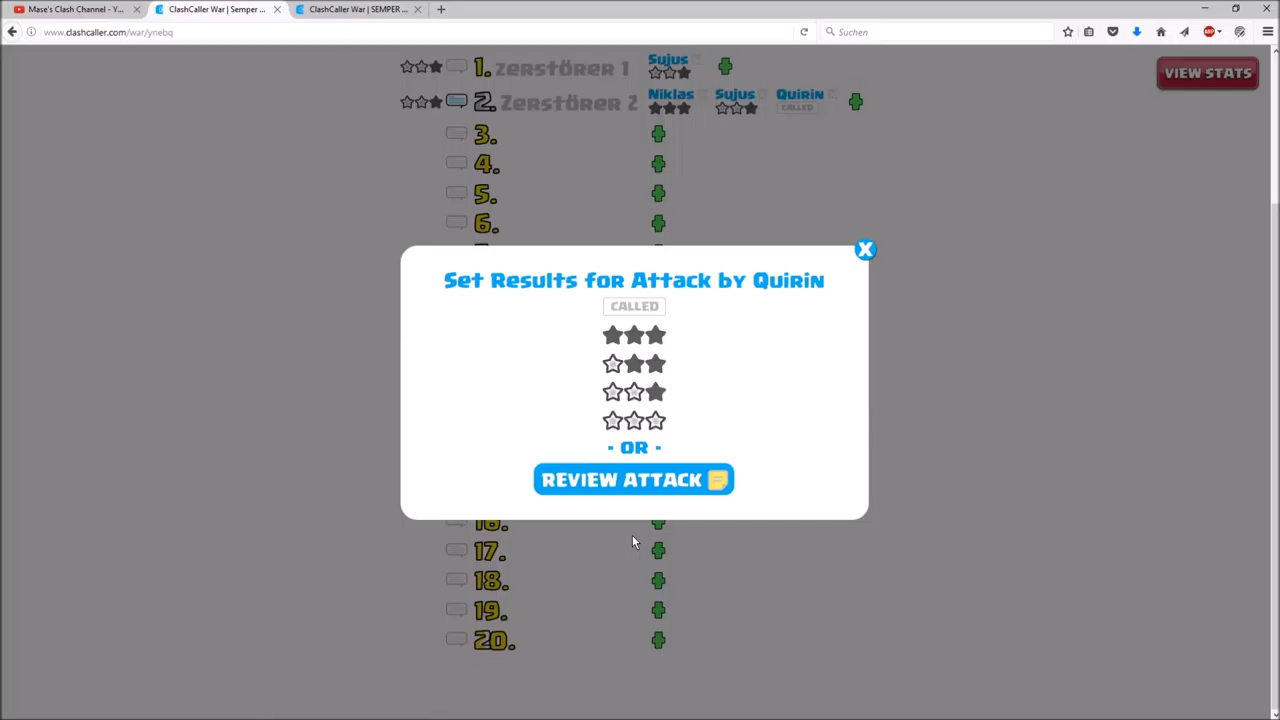 Mase's Clash Channel - Y...
ClashCaller War | Semper ...
ClashCaller War | SEMPER ...
www.clashcaller.com/war/ynebq
Suchen
ABP
1. Zerstörer 1 Sujus
VIEW STATS
2. Zerstörer 2 Niklas Sujus Quirin
CALLED
3.
4.
5.
6.
Set Results for Attack by Quirin
CALLED
- OR -
REVIEW ATTACK
16.
17.
18.
19.
20.